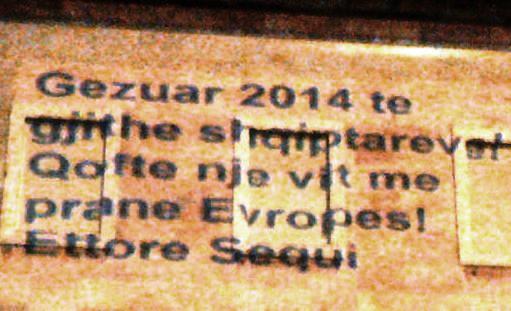 Gezuar 2014 te
gjithe shqiptareve!
Qofte nje vit me
prane Evropes!
Ettore Sequi